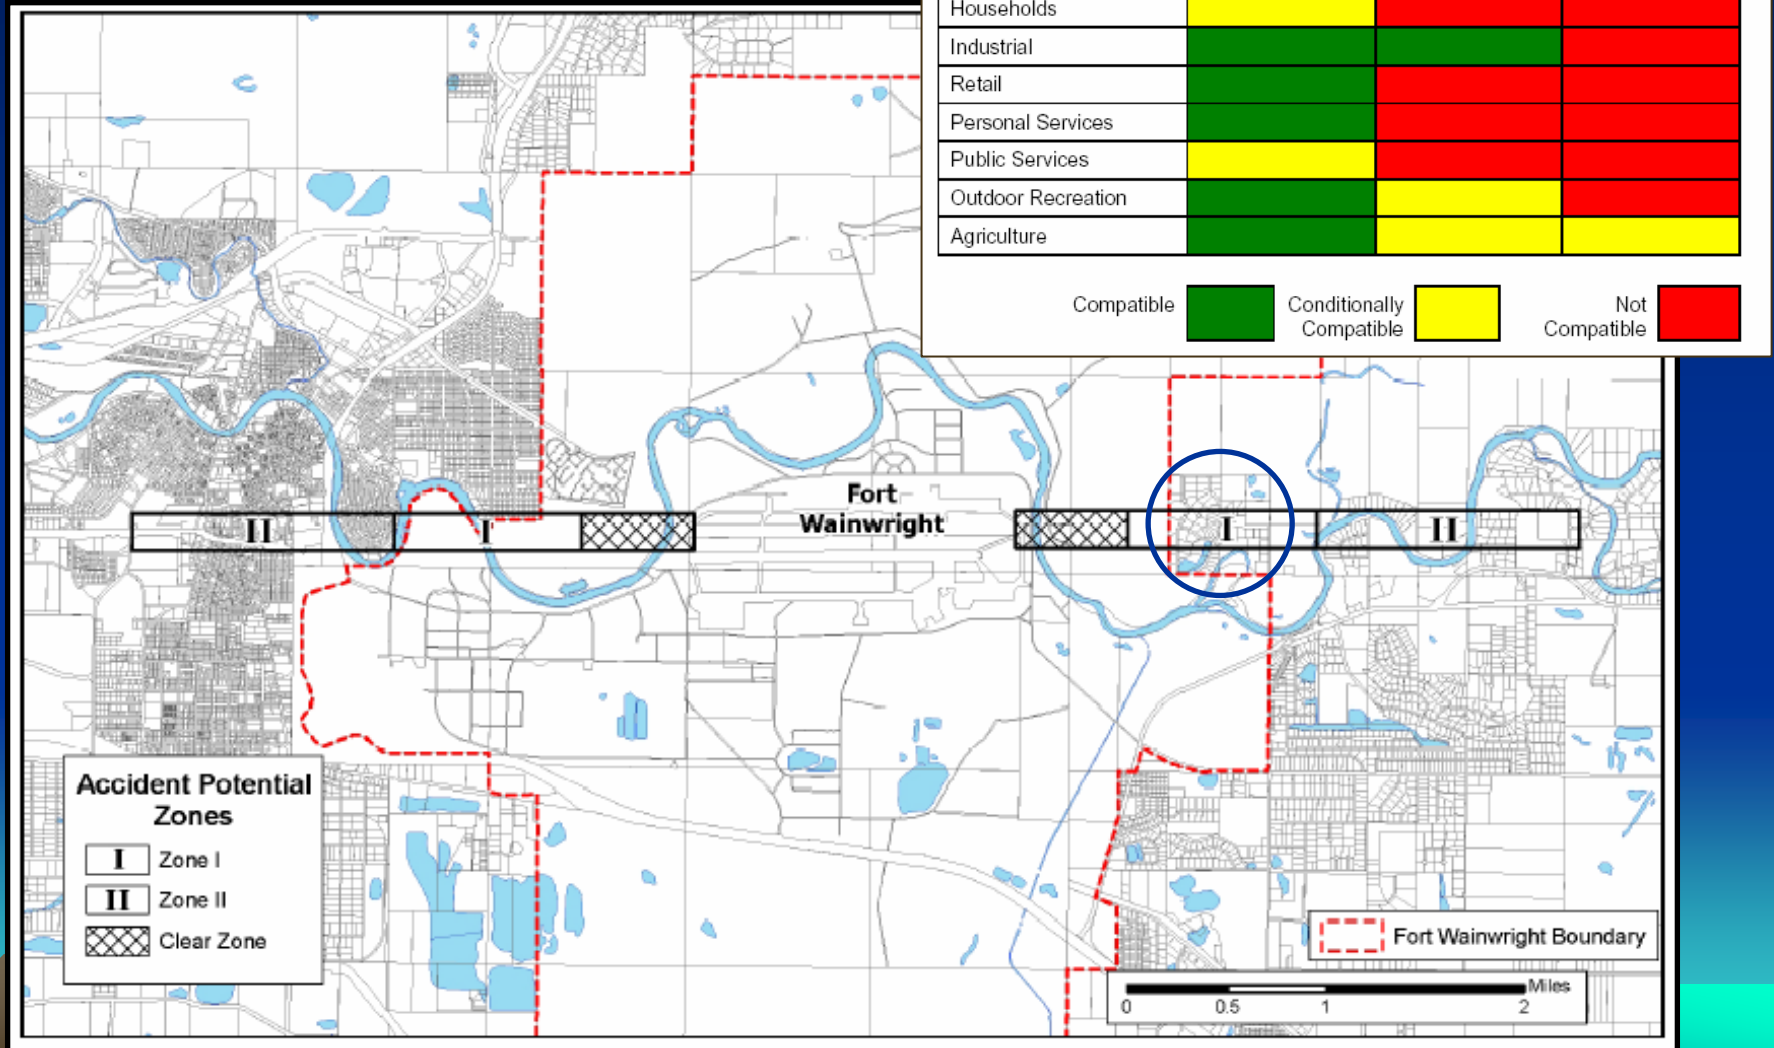 Households
Industrial
Retail
Personal Services
Public Services
Outdoor Recreation
Agriculture
Compatible
Conditionally
Compatible
Not
Compatible
Fort
Wainwright
II
I
I
II
Accident Potential
Zones
I Zone I
II Zone II
Clear Zone
Fort Wainwright Boundary
Miles
0 0.5 1 2